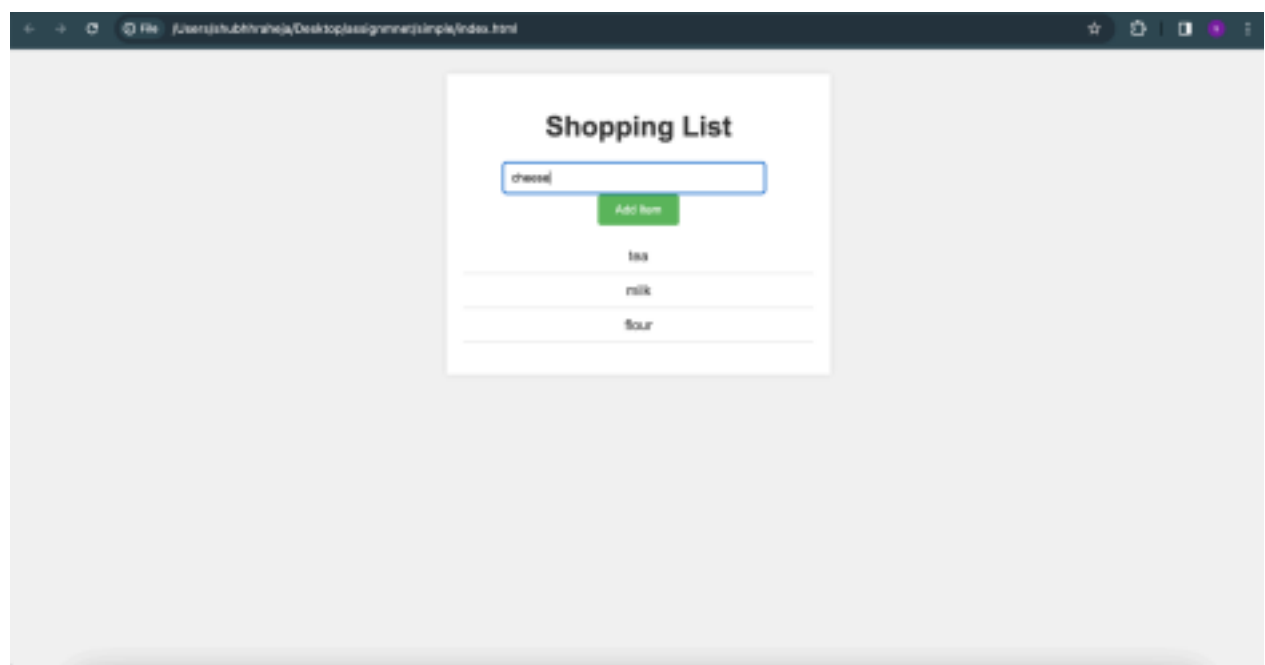 File /Users/shubhhraheja/Desktop/assignmnet/simple/index.html
Shopping List
cheese
Add Item
tea
milk
flour